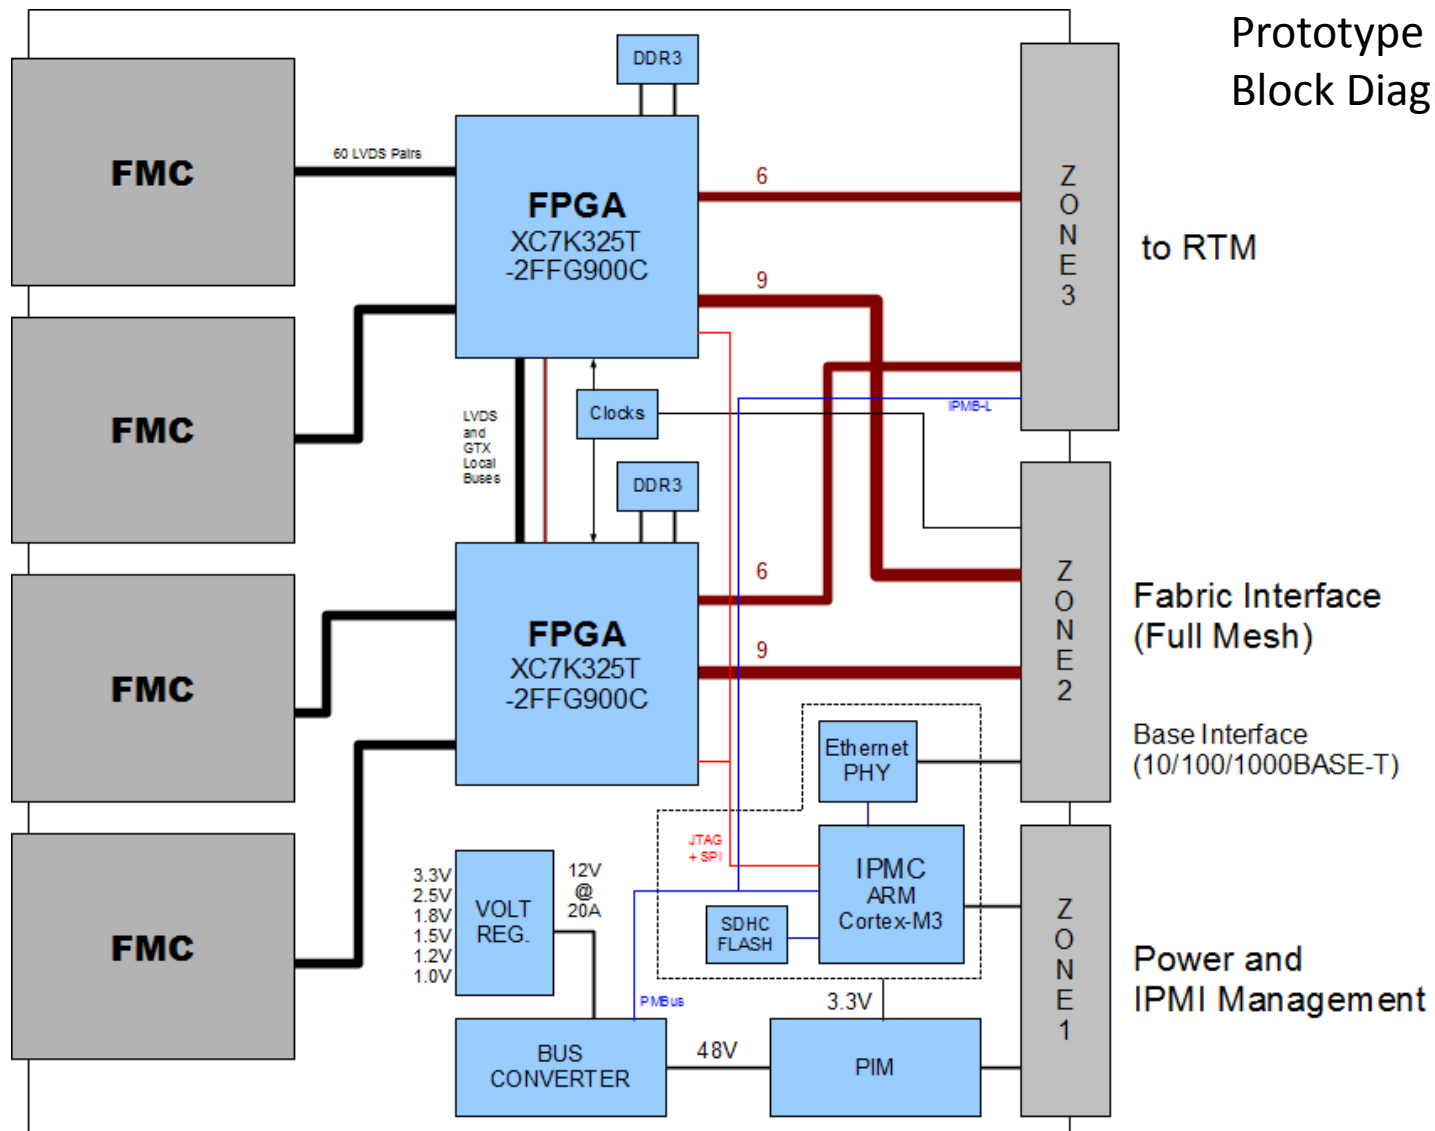 Prototype
Block Diag
DDR3
FMC
60 LVDS Pairs
FPGA
XC7K325T
-2FFG900C
6
9
ZONE3
to RTM
FMC
LVDS
and
GTX
Local
Buses
Clocks
IPMB-L
DDR3
FMC
FPGA
XC7K325T
-2FFG900C
6
9
ZONE2
Fabric Interface
(Full Mesh)
Base Interface
(10/100/1000BASE-T)
Ethernet
PHY
JTAG
+ SPI
FMC
3.3V
2.5V
1.8V
1.5V
1.2V
1.0V
VOLT
REG.
12V
@
20A
SDHC
FLASH
IPMC
ARM
Cortex-M3
ZONE1
Power and
IPMI Management
PMBus
3.3V
BUS
CONVERTER
48V
PIM